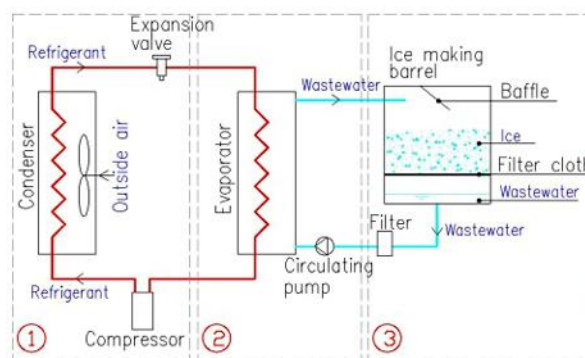 Expansion
valve
Refrigerant
Condenser
Outside air
Refrigerant
Compressor
1
Evaporator
Wastewater
Circulating
pump
2
Ice making
barrel
Baffle
Ice
Filter cloth
Wastewater
Filter
Wastewater
3